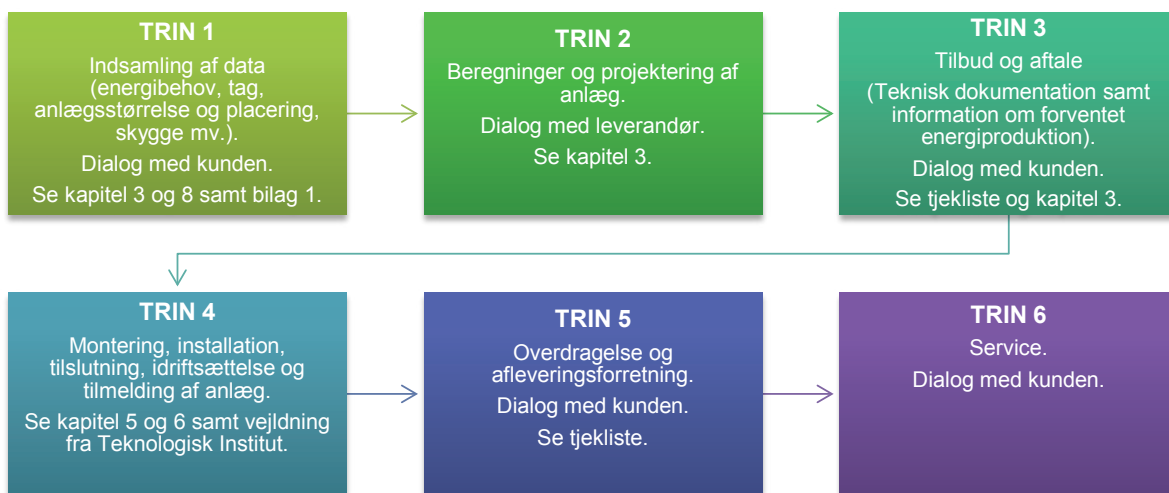 TRIN 1
Indsamling af data
(energibehov, tag,
anlægsstørrelse og placering,
skygge mv.).
Dialog med kunden.
Se kapitel 3 og 8 samt bilag 1.
TRIN 2
Beregninger og projektering af
anlæg.
Dialog med leverandør.
Se kapitel 3.
TRIN 3
Tilbud og aftale
(Teknisk dokumentation samt
information om forventet
energiproduktion).
Dialog med kunden.
Se tjekliste og kapitel 3.
TRIN 4
Montering, installation,
tilslutning, idriftsættelse og
tilmelding af anlæg.
Se kapitel 5 og 6 samt vejldning
fra Teknologisk Institut.
TRIN 5
Overdragelse og
afleveringsforretning.
Dialog med kunden.
Se tjekliste.
TRIN 6
Service.
Dialog med kunden.